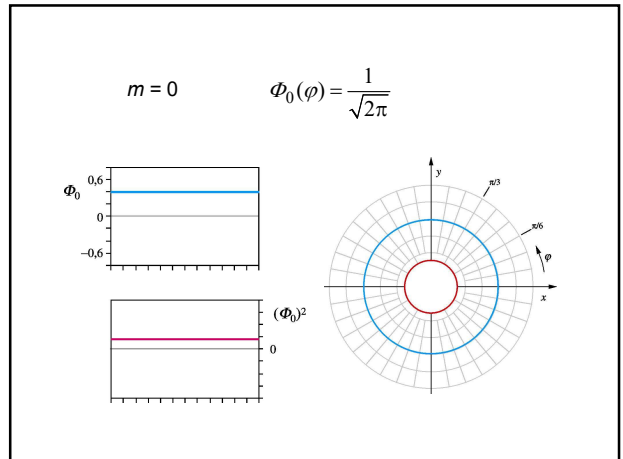 m = 0
Φ₀(φ) = 1/√2π
0,6
Φ₀
0
−0,6
(Φ₀)²
0
y
π/3
π/6
φ
x